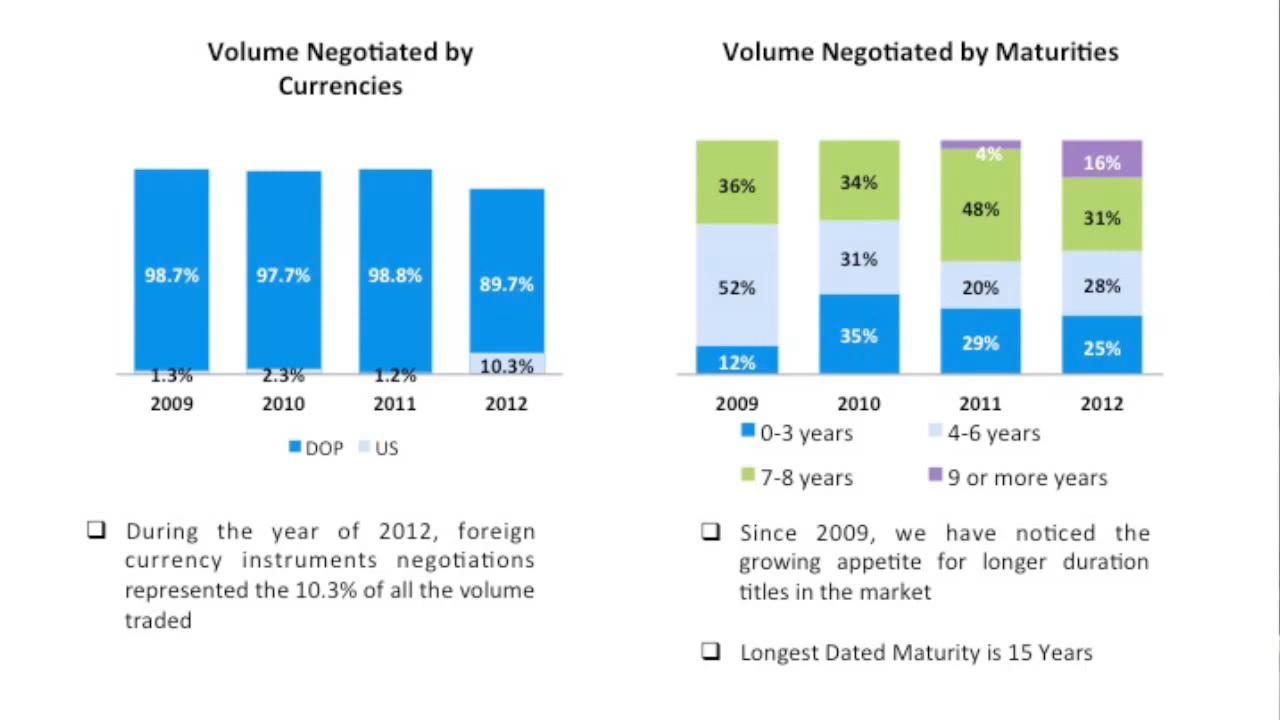 Volume Negotiated by
Currencies
98.7%
97.7%
98.8%
89.7%
1.3%
2.3%
1.2%
10.3%
2009
2010
2011
2012
DOP
US
During the year of 2012, foreign
currency instruments negotiations
represented the 10.3% of all the volume
traded
Volume Negotiated by Maturities
36%
34%
4%
48%
16%
31%
52%
31%
20%
28%
12%
35%
29%
25%
2009
2010
2011
2012
0-3 years
4-6 years
7-8 years
9 or more years
Since 2009, we have noticed the
growing appetite for longer duration
titles in the market
Longest Dated Maturity is 15 Years